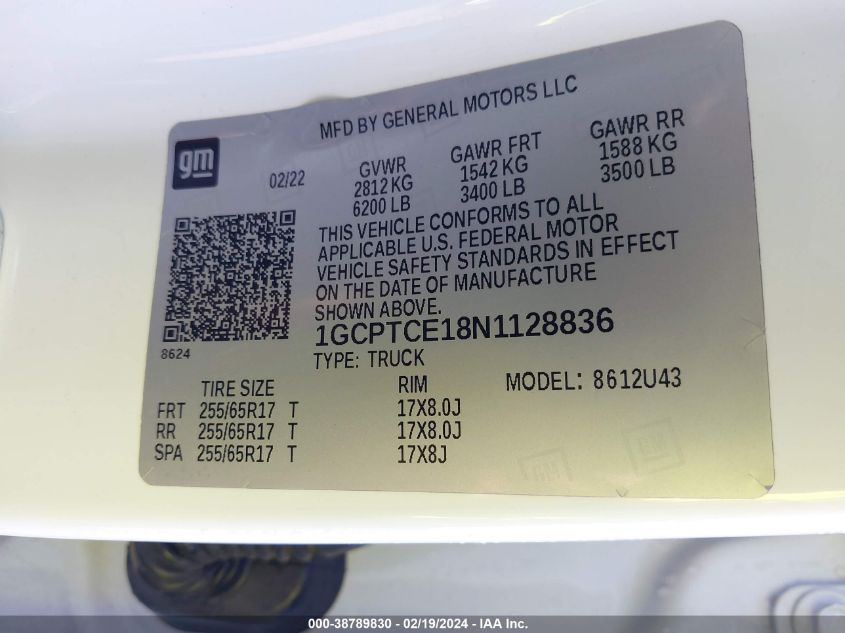 MFD BY GENERAL MOTORS LLC
gm
02/22
GVWR GAWR FRT GAWR RR
2812 KG 1542 KG 1588 KG
6200 LB 3400 LB 3500 LB
THIS VEHICLE CONFORMS TO ALL
APPLICABLE U.S. FEDERAL MOTOR
VEHICLE SAFETY STANDARDS IN EFFECT
ON THE DATE OF MANUFACTURE
SHOWN ABOVE.
1GCPTCE18N1128836
8624
TYPE: TRUCK
TIRE SIZE RIM MODEL: 8612U43
FRT 255/65R17 T 17X8.0J
RR 255/65R17 T 17X8.0J
SPA 255/65R17 T 17X8J
000-38789830 - 02/19/2024 - IAA Inc.